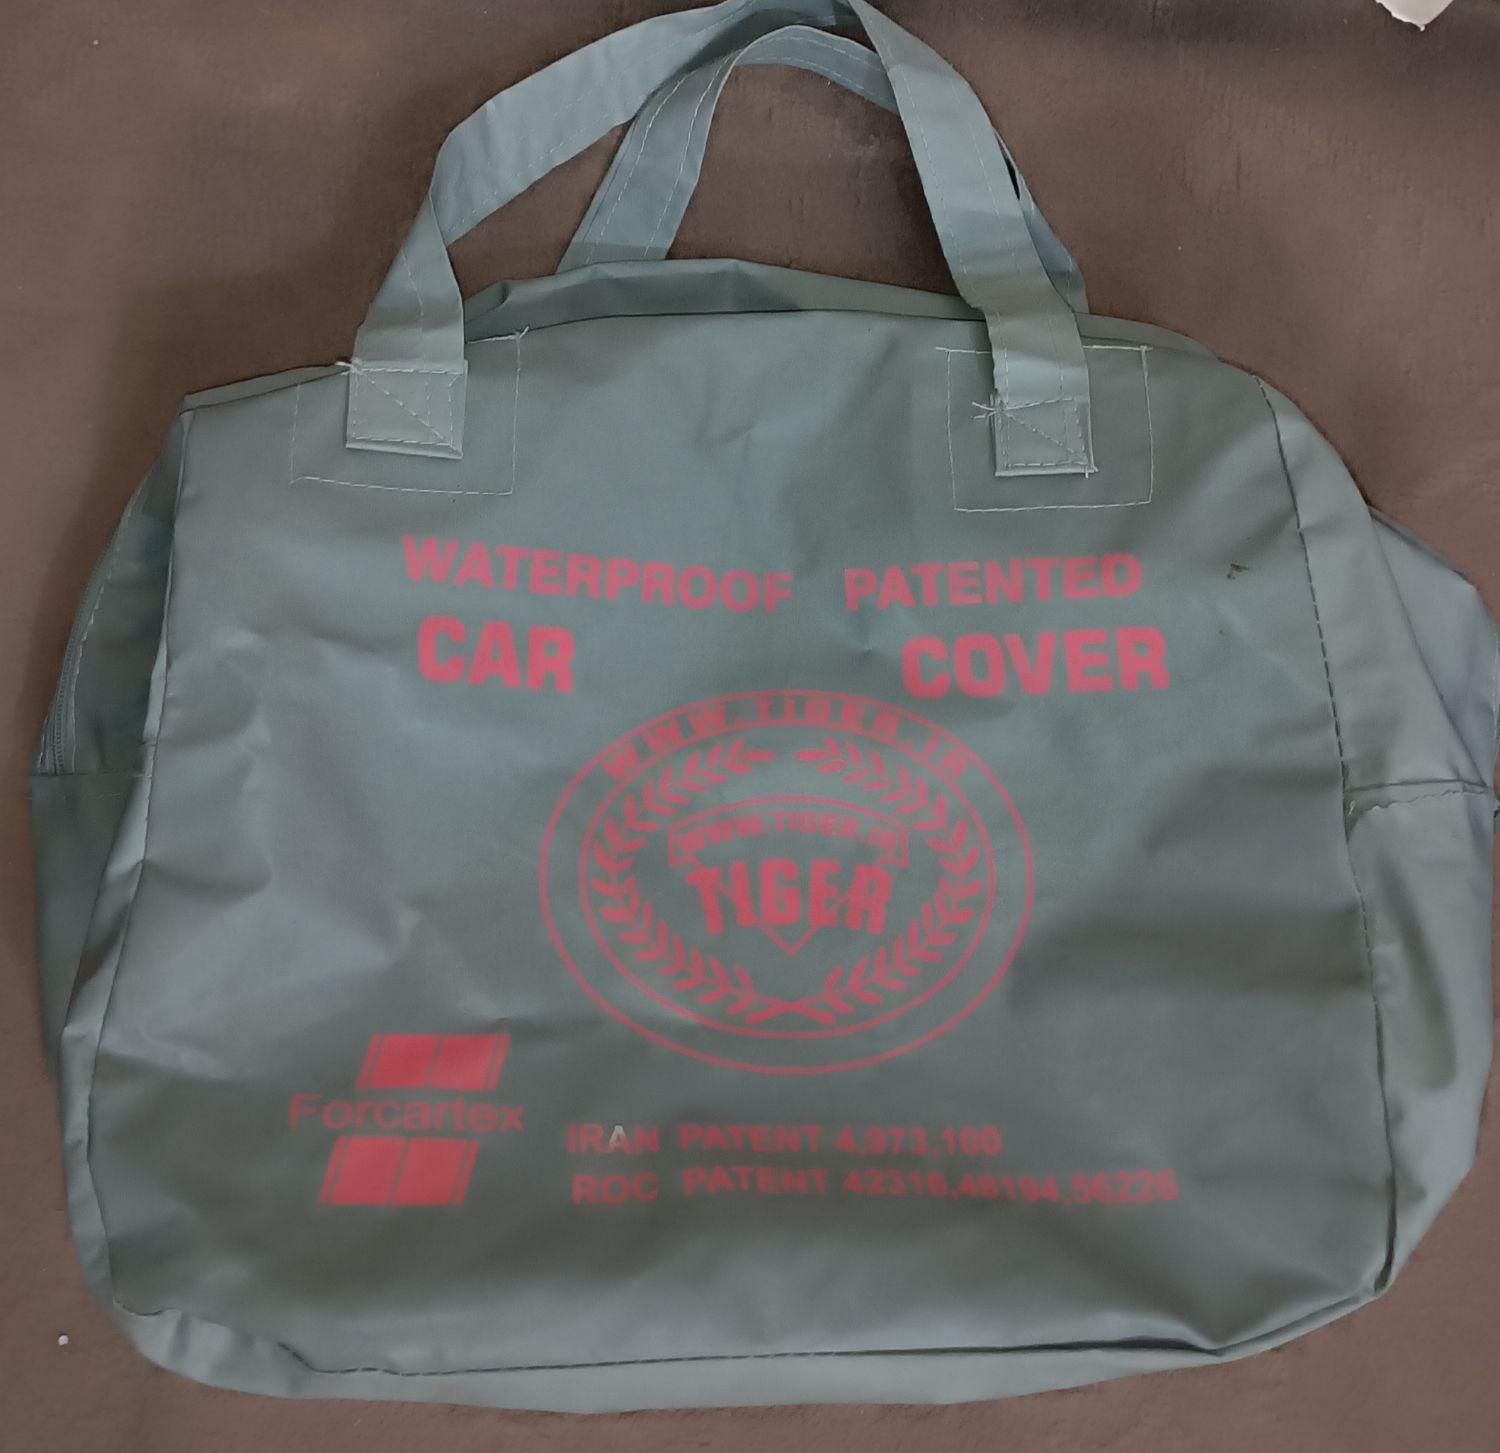 WATERPROOF PATENTED
CAR COVER
WWW.TIGER.IR
WWW.TIGER.IR
TIGER
Forcartex
IRAN PATENT 4,973,100
ROC PATENT 42316,48194,56226